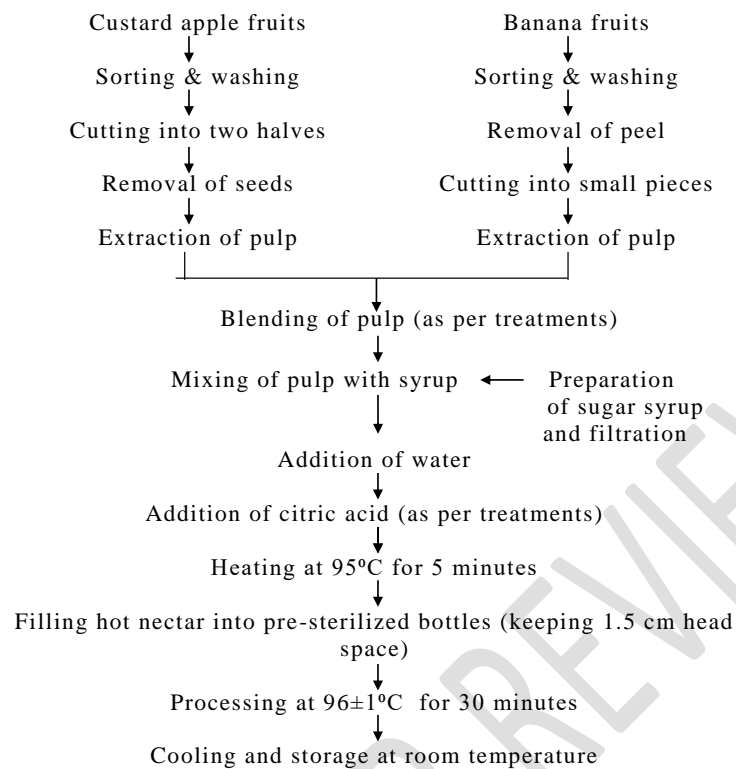 Custard apple fruits
Banana fruits
Sorting & washing
Sorting & washing
Cutting into two halves
Removal of peel
Removal of seeds
Cutting into small pieces
Extraction of pulp
Extraction of pulp
Blending of pulp (as per treatments)
Mixing of pulp with syrup
Preparation
of sugar syrup
and filtration
Addition of water
Addition of citric acid (as per treatments)
Heating at 95⁰C for 5 minutes
Filling hot nectar into pre-sterilized bottles (keeping 1.5 cm head
space)
Processing at 96±1⁰C for 30 minutes
Cooling and storage at room temperature